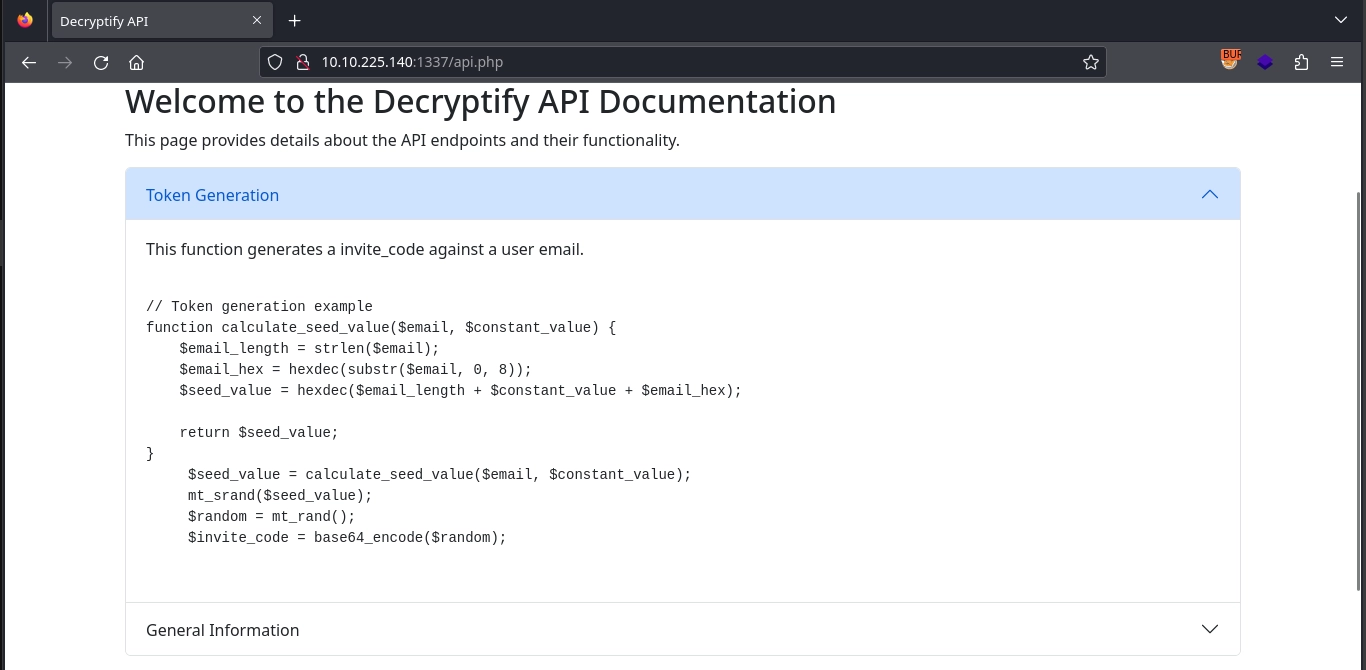 Decryptify API
10.10.225.140:1337/api.php
BUR
Welcome to the Decryptify API Documentation
This page provides details about the API endpoints and their functionality.
Token Generation
This function generates a invite_code against a user email.
// Token generation example
function calculate_seed_value($email, $constant_value) {
    $email_length = strlen($email);
    $email_hex = hexdec(substr($email, 0, 8));
    $seed_value = hexdec($email_length + $constant_value + $email_hex);
    return $seed_value;
}
     $seed_value = calculate_seed_value($email, $constant_value);
     mt_srand($seed_value);
     $random = mt_rand();
     $invite_code = base64_encode($random);
General Information